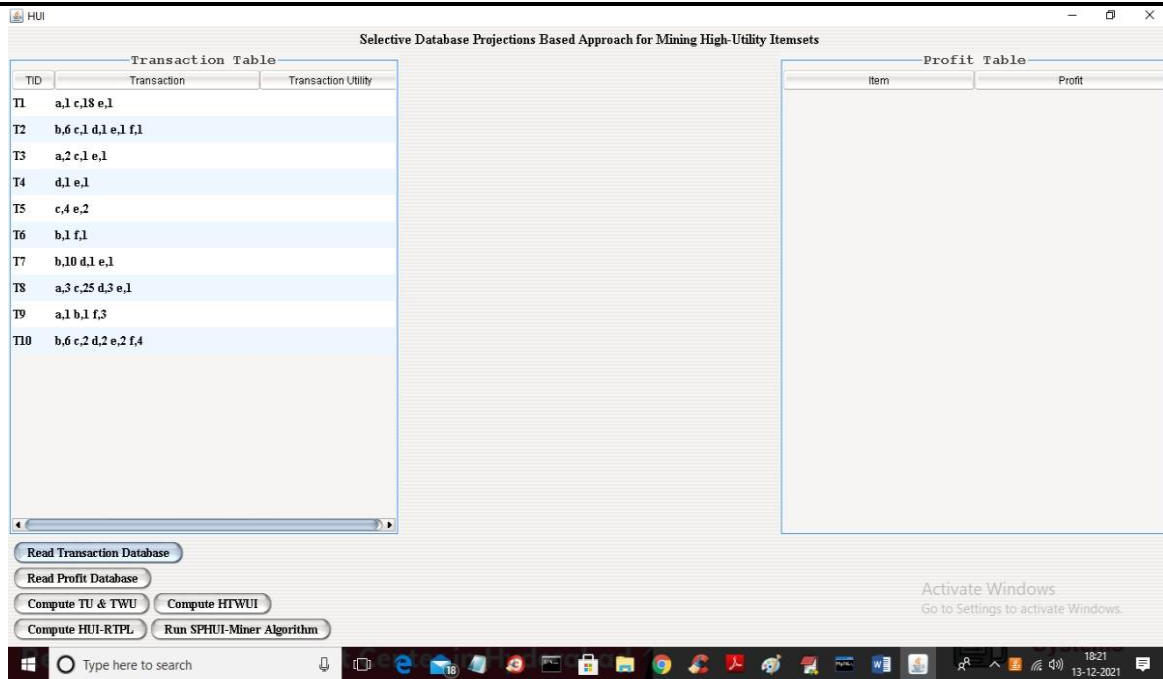 HUI
Selective Database Projections Based Approach for Mining High-Utility Itemsets
Transaction Table
TID Transaction Transaction Utility
T1 a,1 c,18 e,1
T2 b,6 c,1 d,1 e,1 f,1
T3 a,2 c,1 e,1
T4 d,1 e,1
T5 c,4 e,2
T6 b,1 f,1
T7 b,10 d,1 e,1
T8 a,3 c,25 d,3 e,1
T9 a,1 b,1 f,3
T10 b,6 c,2 d,2 e,2 f,4
Profit Table
Item Profit
Read Transaction Database
Read Profit Database
Compute TU & TWU Compute HTWUI
Compute HUI-RTPL Run SPHUI-Miner Algorithm
Activate Windows
Go to Settings to activate Windows.
Type here to search
18
18:21
13-12-2021